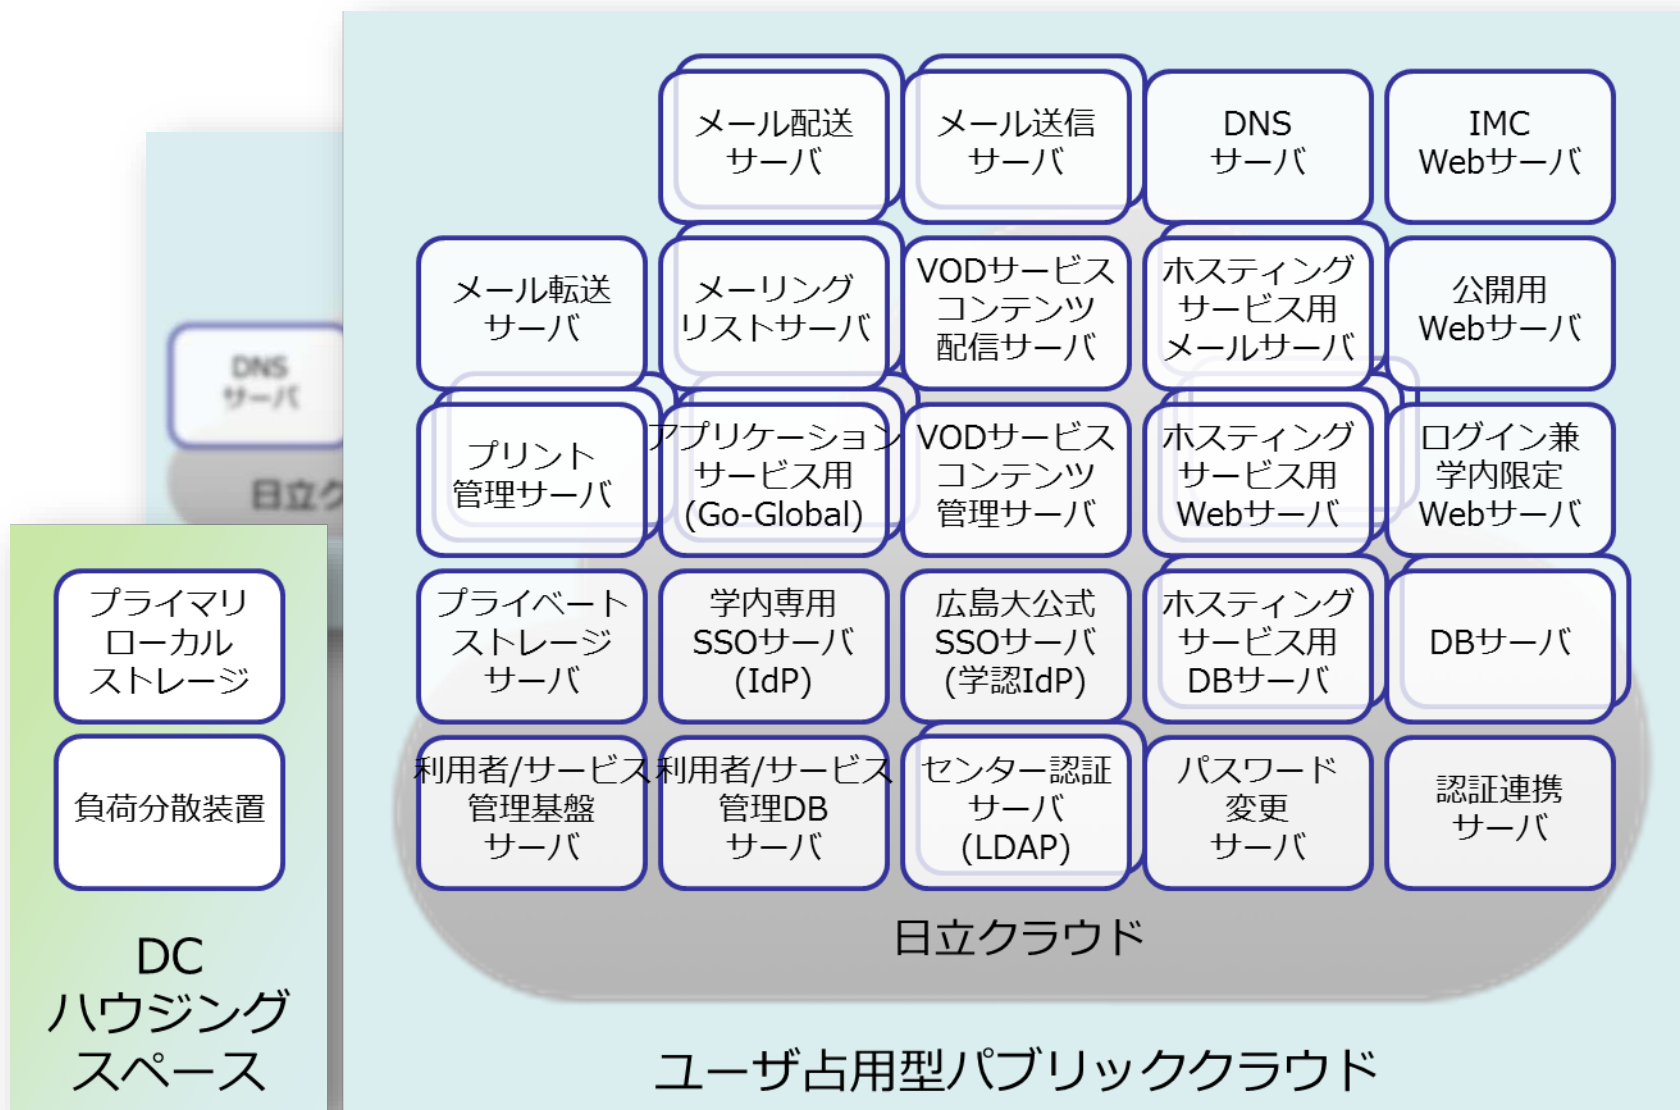 メール配送
サーバ
メール送信
サーバ
DNS
サーバ
IMC
Webサーバ
メール転送
サーバ
メーリング
リストサーバ
VODサービス
コンテンツ
配信サーバ
ホスティング
サービス用
メールサーバ
公開用
Webサーバ
プリント
管理サーバ
アプリケーション
サービス用
(Go-Global)
VODサービス
コンテンツ
管理サーバ
ホスティング
サービス用
Webサーバ
ログイン兼
学内限定
Webサーバ
プライベート
ストレージ
サーバ
学内専用
SSOサーバ
(IdP)
広島大公式
SSOサーバ
(学認IdP)
ホスティング
サービス用
DBサーバ
DBサーバ
利用者/サービス
管理基盤
サーバ
利用者/サービス
管理DB
サーバ
センター認証
サーバ
(LDAP)
パスワード
変更
サーバ
認証連携
サーバ
日立クラウド
ユーザ占用型パブリッククラウド
DNS
サーバ
日立ク
プライマリ
ローカル
ストレージ
負荷分散装置
DC
ハウジング
スペース